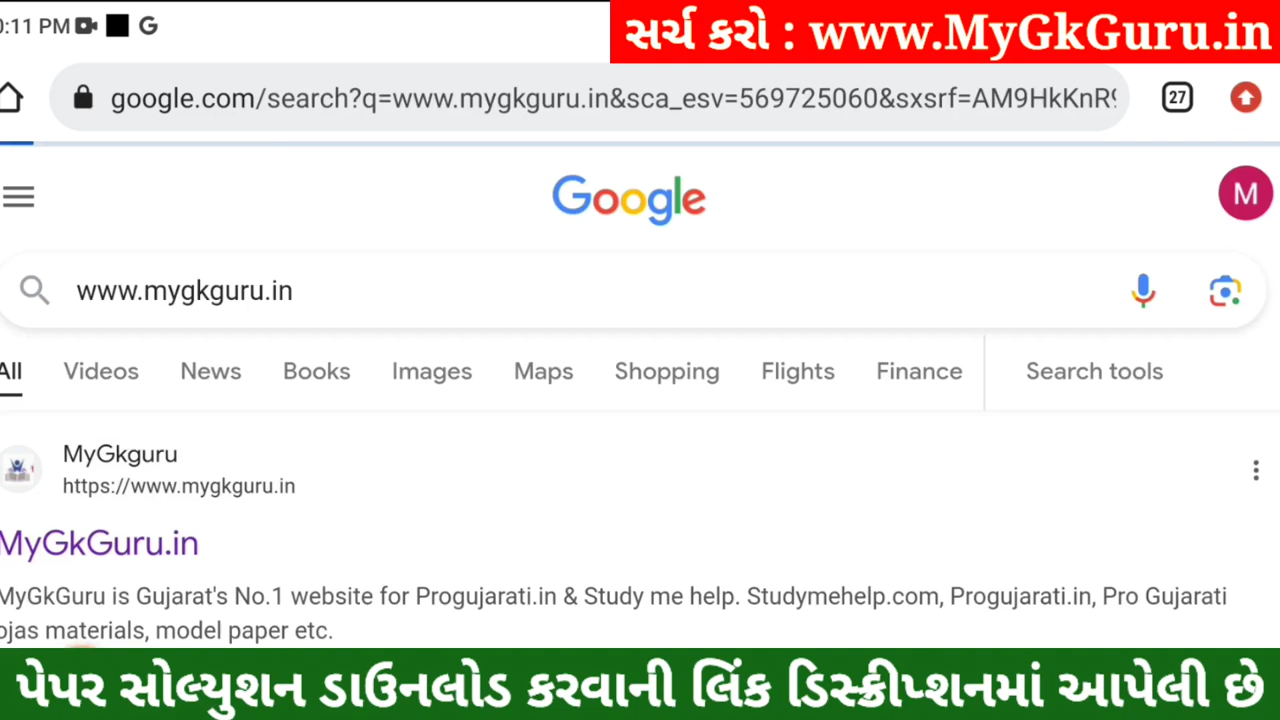 0:11 PM
સર્ચ કરો : www.MyGkGuru.in
google.com/search?q=www.mygkguru.in&sca_esv=569725060&sxsrf=AM9HkKnR9
27
Google
M
www.mygkguru.in
All Videos News Books Images Maps Shopping Flights Finance Search tools
MyGkguru
https://www.mygkguru.in
MyGkGuru.in
MyGkGuru is Gujarat's No.1 website for Progujarati.in & Study me help. Studymehelp.com, Progujarati.in, Pro Gujarati
ojas materials, model paper etc.
પેપર સોલ્યુશન ડાઉનલોડ કરવાની લિંક ડિસ્ક્રીપ્શનમાં આપેલી છે